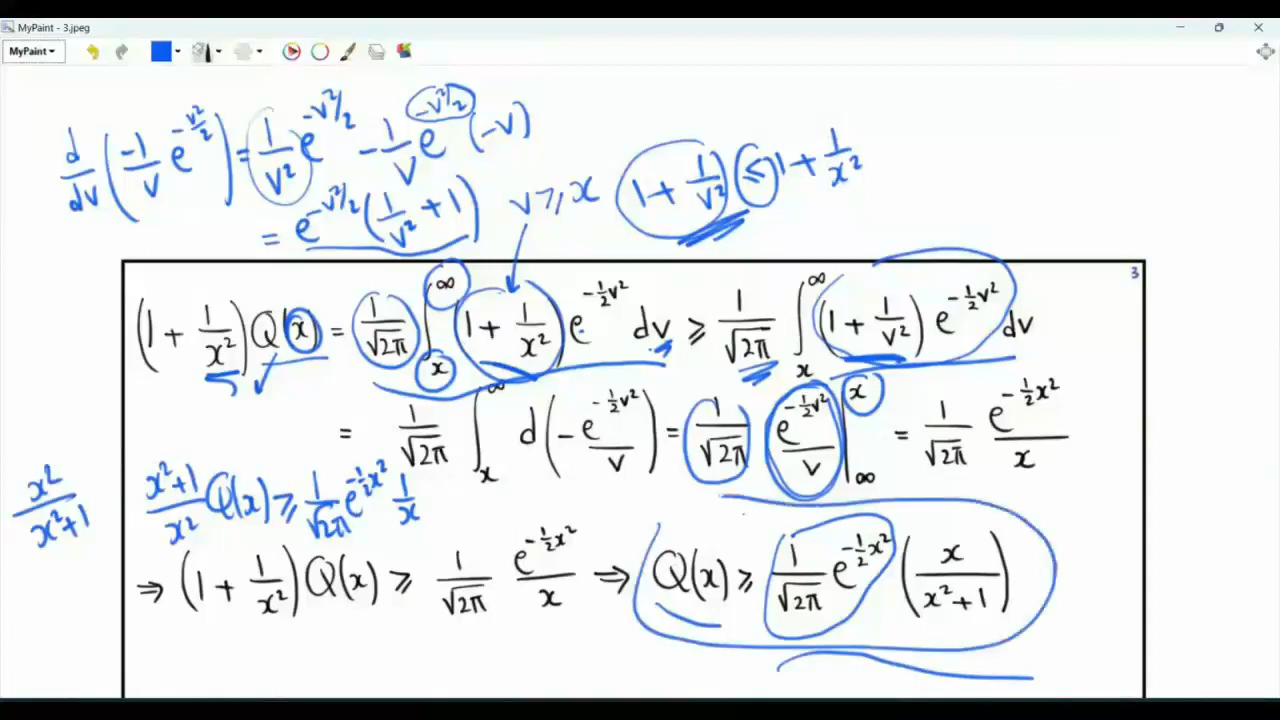 MyPaint - 3.jpeg
MyPaint
d/dv (-1/v e^(-v²/2)) = 1/v² e^(-v²/2) - 1/v e^(-v²/2) (-v)
= e^(-v²/2) (1/v² + 1) v ≥ x 1 + 1/v² ≤ 1 + 1/x²
3
(1 + 1/x²) Q(x) = 1/√2π ∫_x^∞ (1 + 1/x²) e^(-½v²) dv ≥ 1/√2π ∫_x^∞ (1 + 1/v²) e^(-½v²) dv
= 1/√2π ∫_x^∞ d(-e^(-½v²)/v) = 1/√2π e^(-½v²)/v |_∞^x = 1/√2π e^(-½x²)/x
x²/x²+1 x²+1/x² Q(x) ≥ 1/√2π e^(-½x²) 1/x
⇒ (1 + 1/x²) Q(x) ≥ 1/√2π e^(-½x²)/x ⇒ Q(x) ≥ 1/√2π e^(-½x²) (x/x²+1)